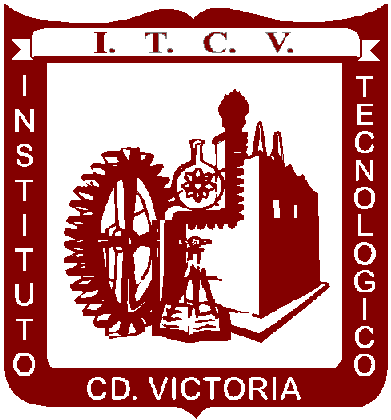 I. T. C. V.
INSTITUTO
TECNOLOGICO
CD. VICTORIA